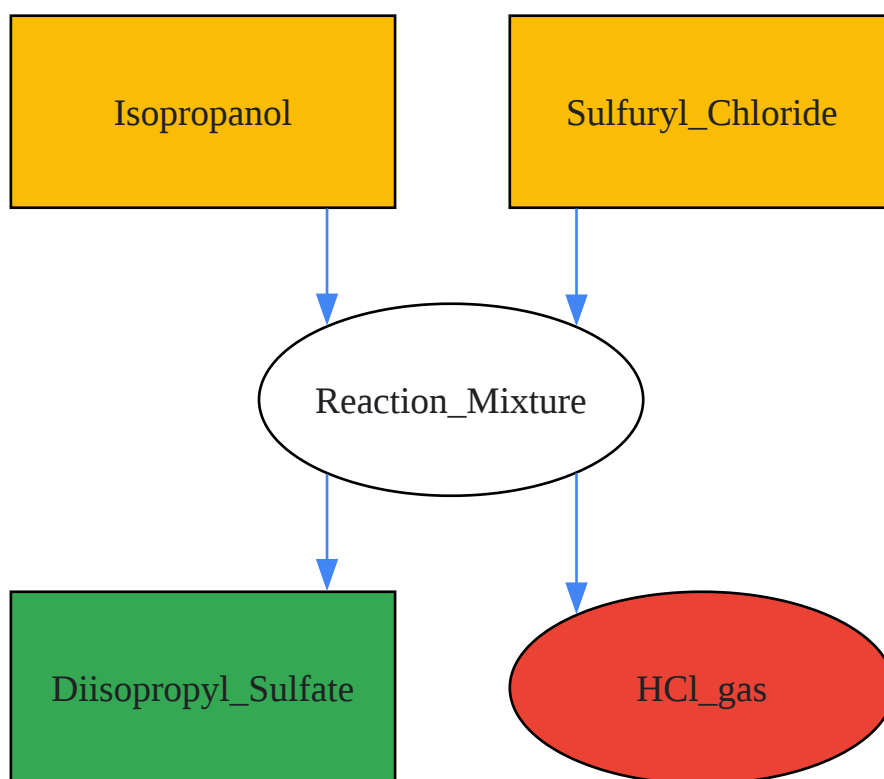 Isopropanol
Sulfuryl_Chloride
Reaction_Mixture
Diisopropyl_Sulfate
HCl_gas